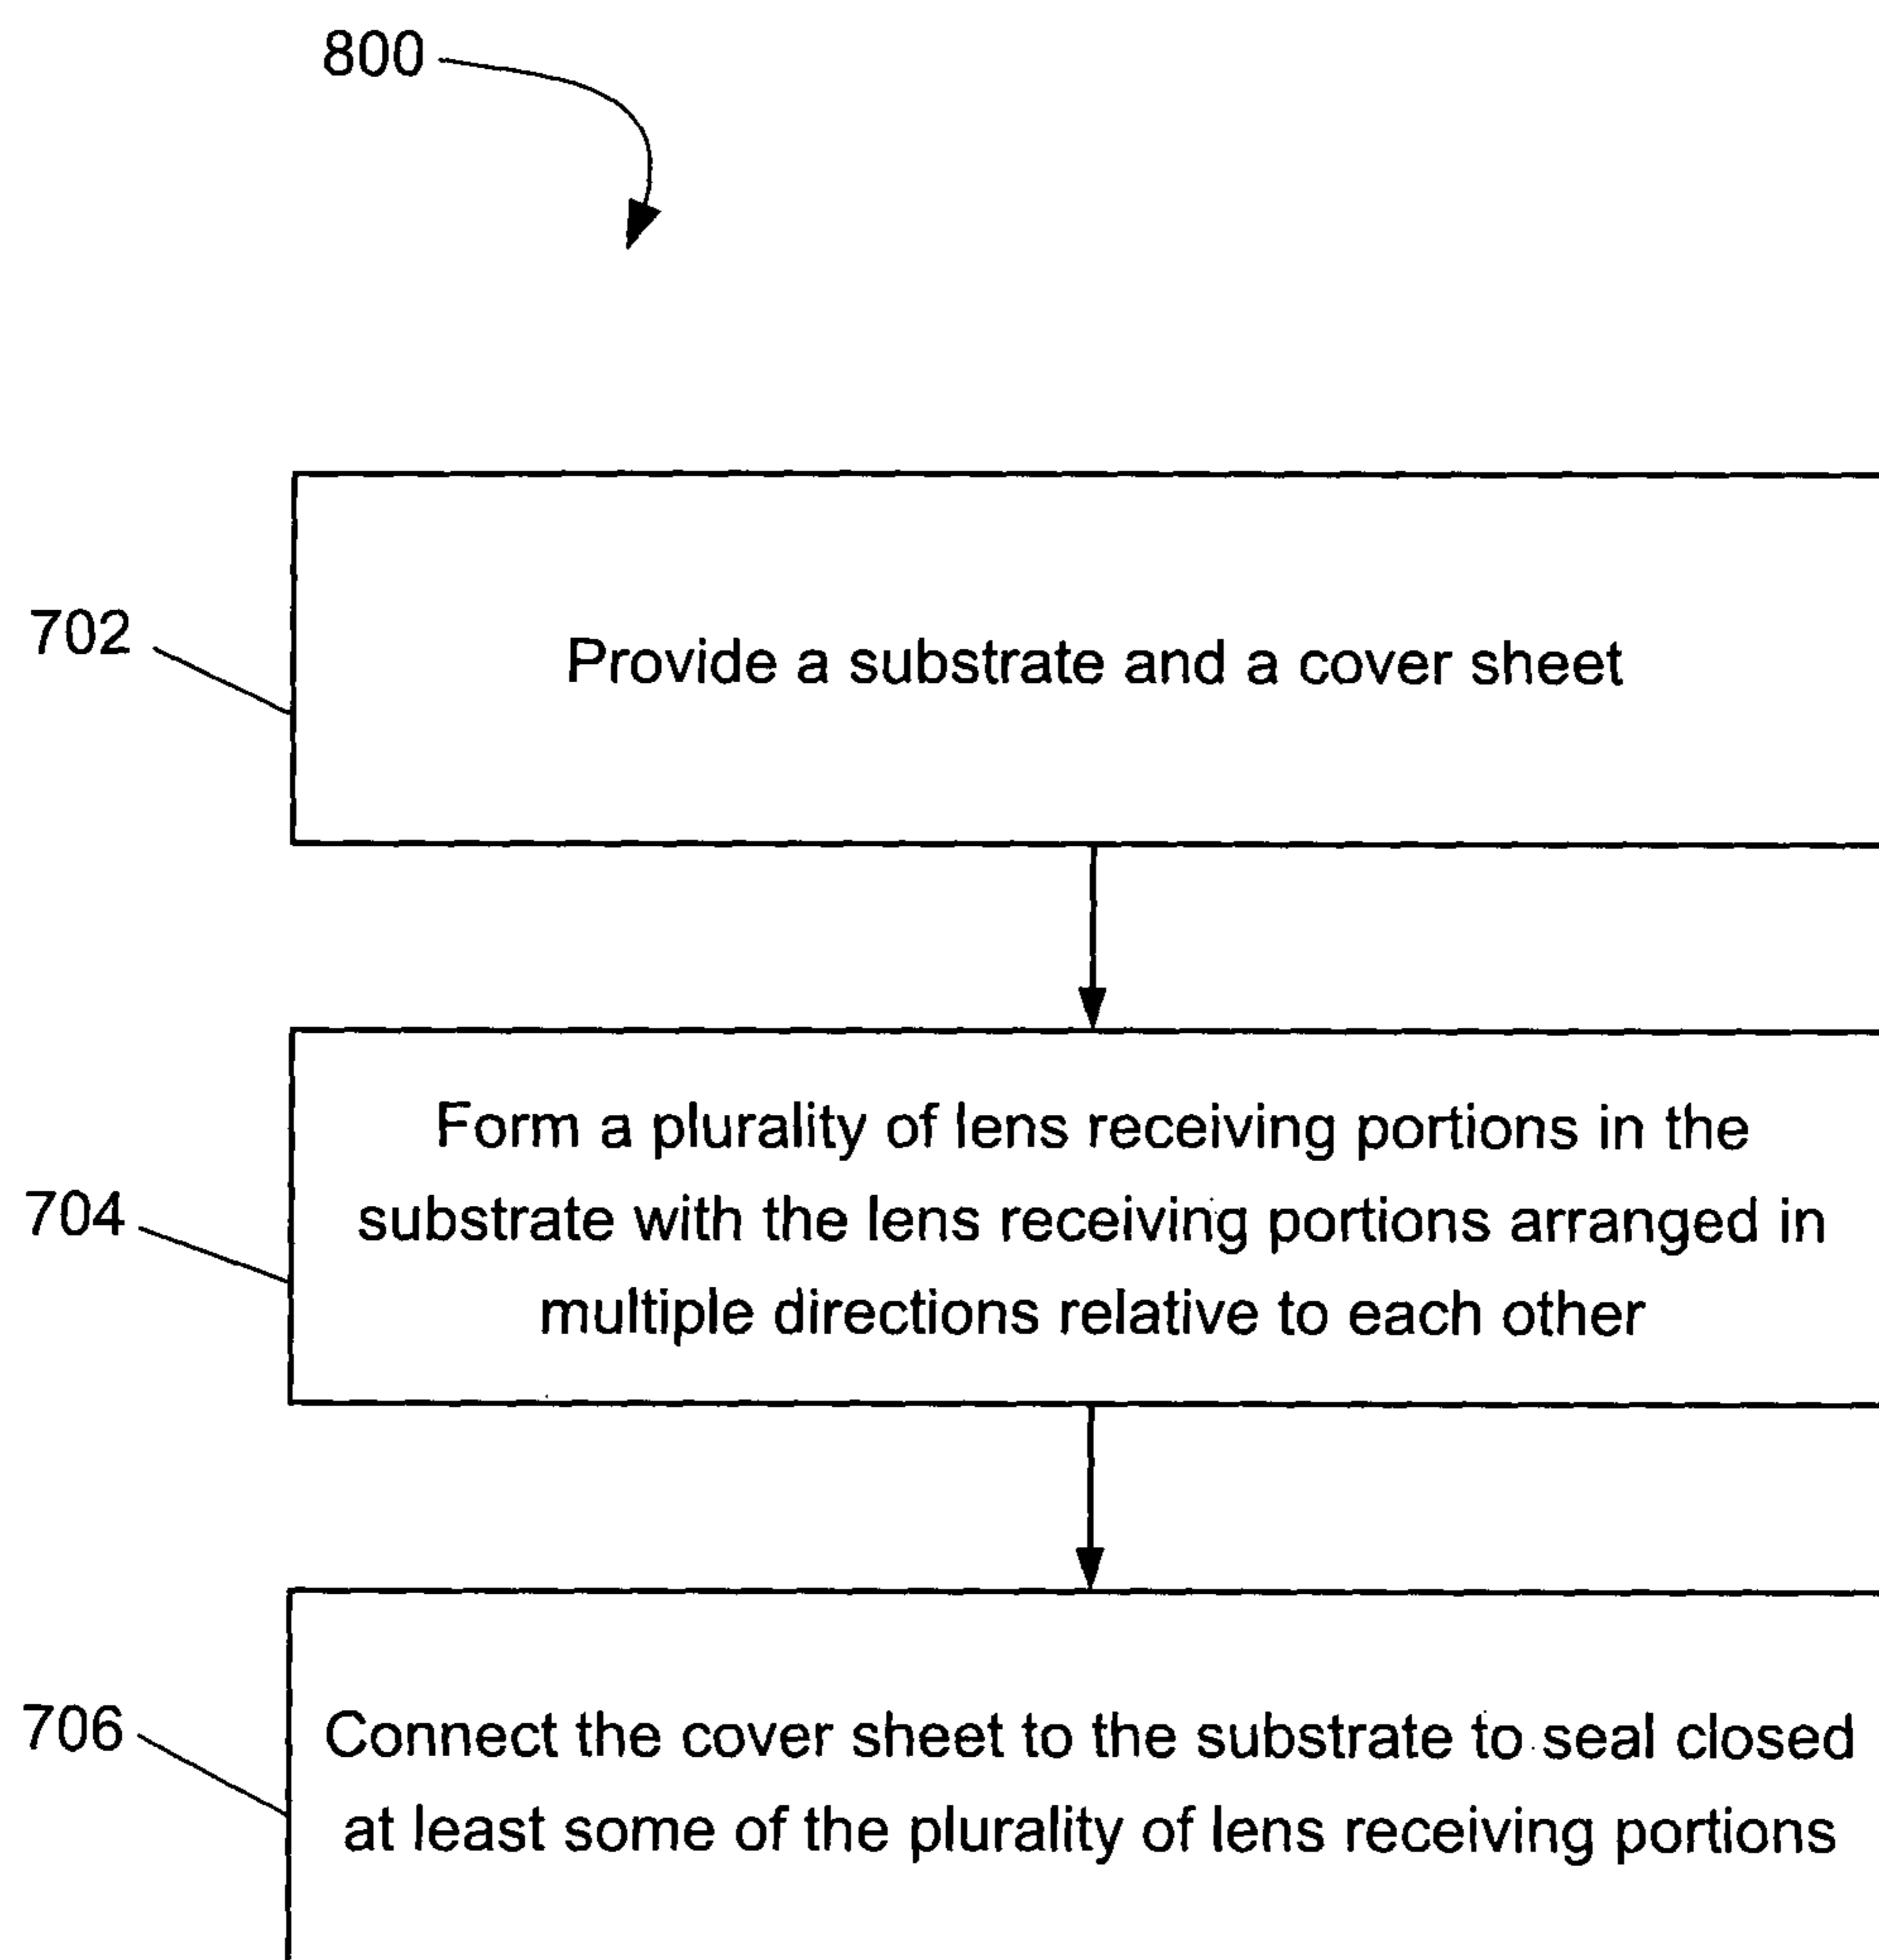 800
702
Provide a substrate and a cover sheet
704
Form a plurality of lens receiving portions in the
substrate with the lens receiving portions arranged in
multiple directions relative to each other
706
Connect the cover sheet to the substrate to seal closed
at least some of the plurality of lens receiving portions